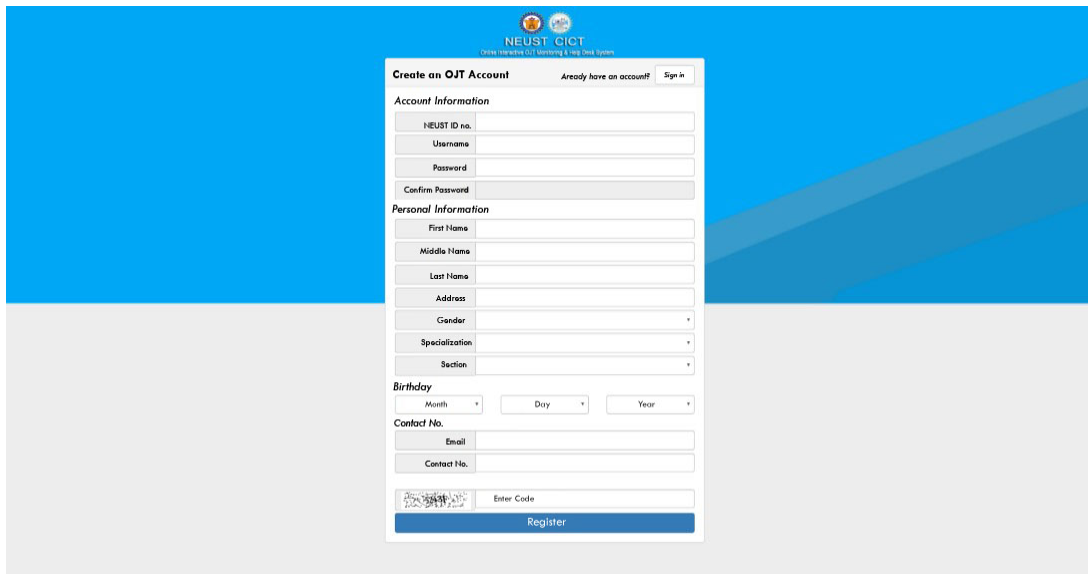 NEUST CICT
Online Interactive OJT Monitoring & Help Desk System
Create an OJT Account Aready have an account? Sign in
Account Information
NEUST ID no.
Username
Password
Confirm Password
Personal Information
First Name
Middle Name
Last Name
Address
Gender
Specialization
Section
Birthday
Month Day Year
Contact No.
Email
Contact No.
Enter Code
Register